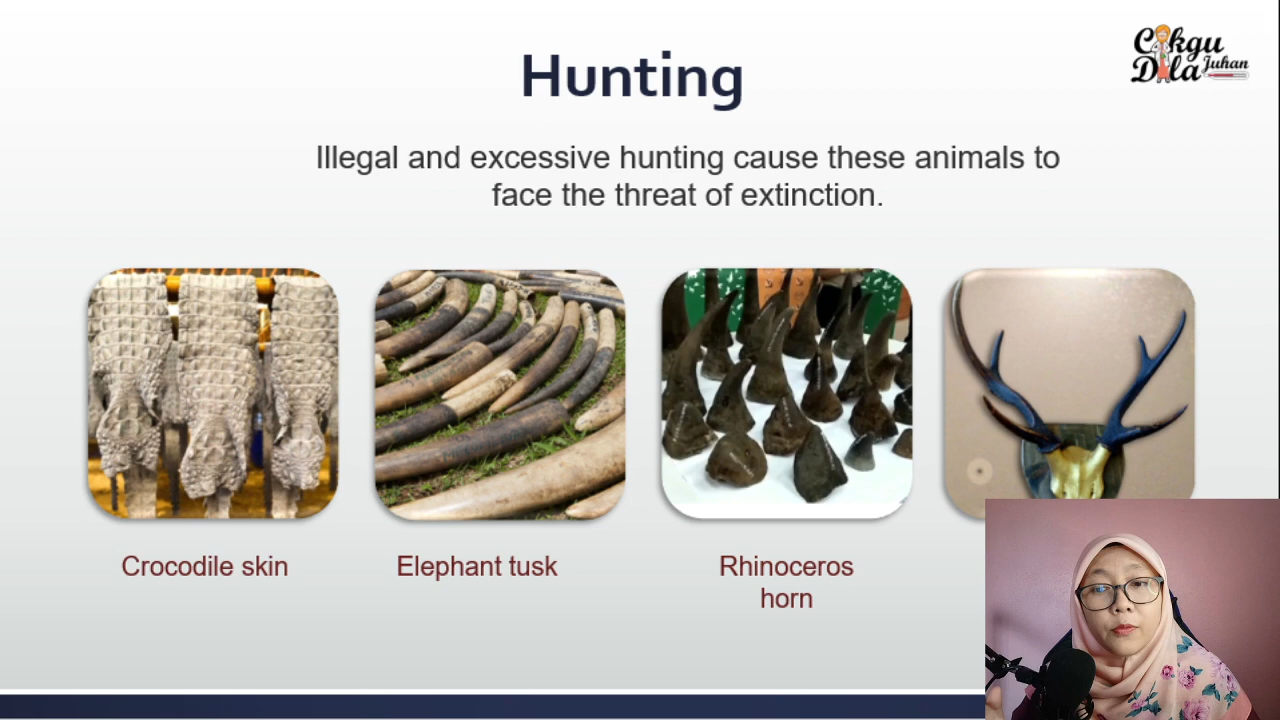 Cikgu
Dila Juhan
Hunting
Illegal and excessive hunting cause these animals to
face the threat of extinction.
Crocodile skin
Elephant tusk
Rhinoceros
horn